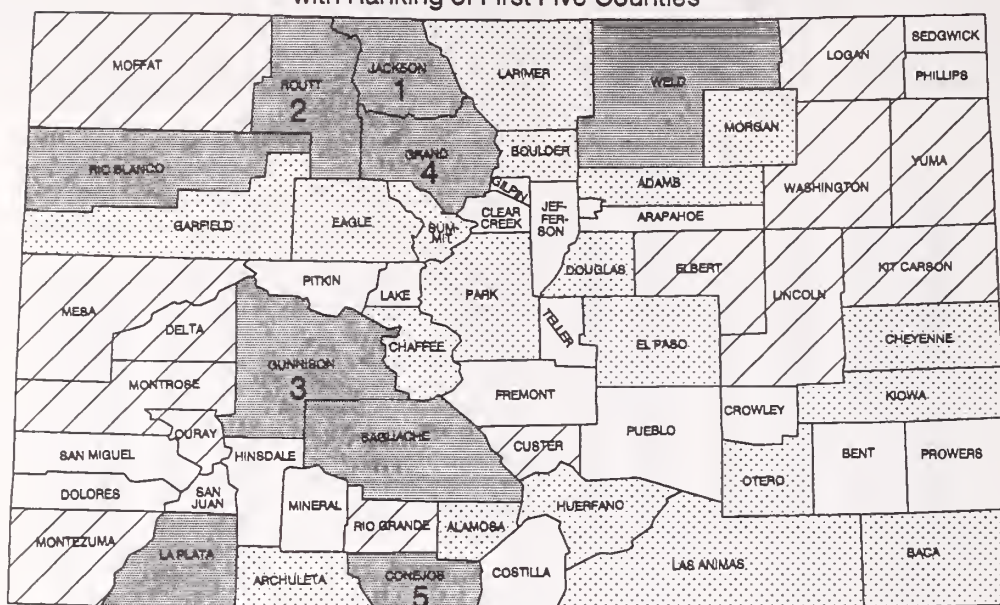 with Ranking of First Five Counties
MOFFAT
ROUTT
2
JACKSON
1
LARIMER
WELD
LOGAN
SEDGWICK
PHILLIPS
MORGAN
RIO BLANCO
GRAND
4
BOULDER
GILPIN
ADAMS
WASHINGTON
YUMA
GARFIELD
EAGLE
SUM-
MIT
CLEAR
CREEK
JEF-
FER-
SON
ARAPAHOE
DOUGLAS
ELBERT
LINCOLN
KIT CARSON
MESA
PITKIN
LAKE
PARK
DELTA
CHAFFEE
TELLER
EL PASO
CHEYENNE
GUNNISON
3
MONTROSE
FREMONT
CROWLEY
KIOWA
OURAY
SAGUACHE
CUSTER
PUEBLO
SAN MIGUEL
HINSDALE
OTERO
BENT
PROWERS
DOLORES
SAN
JUAN
MINERAL
RIO GRANDE
ALAMOSA
HUERFANO
MONTEZUMA
LA PLATA
ARCHULETA
CONEJOS
5
COSTILLA
LAS ANIMAS
BACA